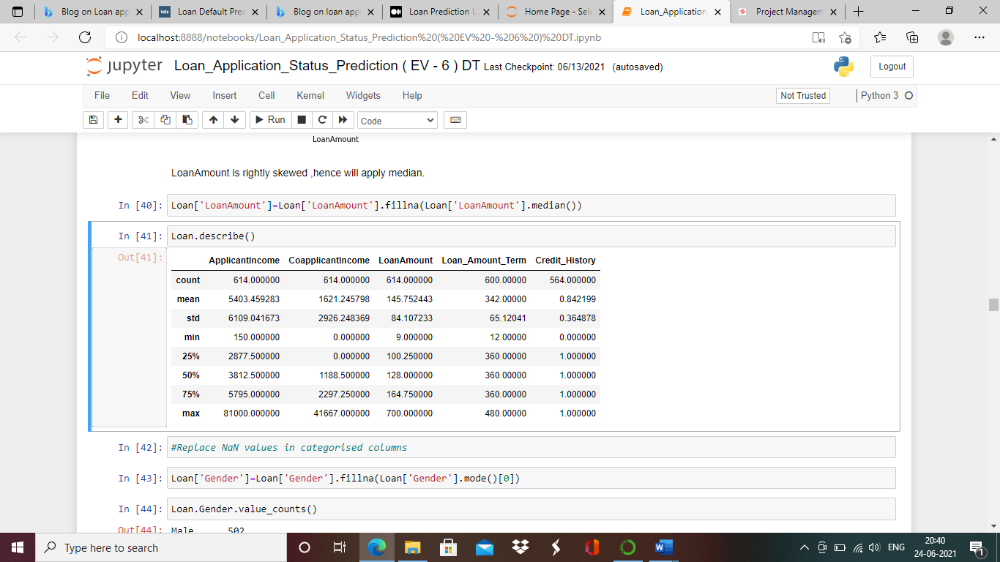 Blog on Loan app
Loan Default Pred
Blog on loan app
Loan Prediction U
Home Page - Sele
Loan_Application
Project Managem
localhost:8888/notebooks/Loan_Application_Status_Prediction%20(%20EV%20-%206%20)%20DT.ipynb
jupyter Loan_Application_Status_Prediction ( EV - 6 ) DT Last Checkpoint: 06/13/2021 (autosaved)
Logout
File Edit View Insert Cell Kernel Widgets Help
Not Trusted
Python 3
Run
Code
LoanAmount
LoanAmount is rightly skewed ,hence will apply median.
In [40]: Loan['LoanAmount']=Loan['LoanAmount'].fillna(Loan['LoanAmount'].median())
In [41]: Loan.describe()
Out[41]:
ApplicantIncome CoapplicantIncome LoanAmount Loan_Amount_Term Credit_History
count 614.000000 614.000000 614.000000 600.00000 564.000000
mean 5403.459283 1621.245798 145.752443 342.00000 0.842199
std 6109.041673 2926.248369 84.107233 65.12041 0.364878
min 150.000000 0.000000 9.000000 12.00000 0.000000
25% 2877.500000 0.000000 100.250000 360.00000 1.000000
50% 3812.500000 1188.500000 128.000000 360.00000 1.000000
75% 5795.000000 2297.250000 164.750000 360.00000 1.000000
max 81000.000000 41667.000000 700.000000 480.00000 1.000000
In [42]: #Replace NaN values in categorised columns
In [43]: Loan['Gender']=Loan['Gender'].fillna(Loan['Gender'].mode()[0])
In [44]: Loan.Gender.value_counts()
Out[44]: Male 502
Type here to search
ENG
20:40
24-06-2021
1